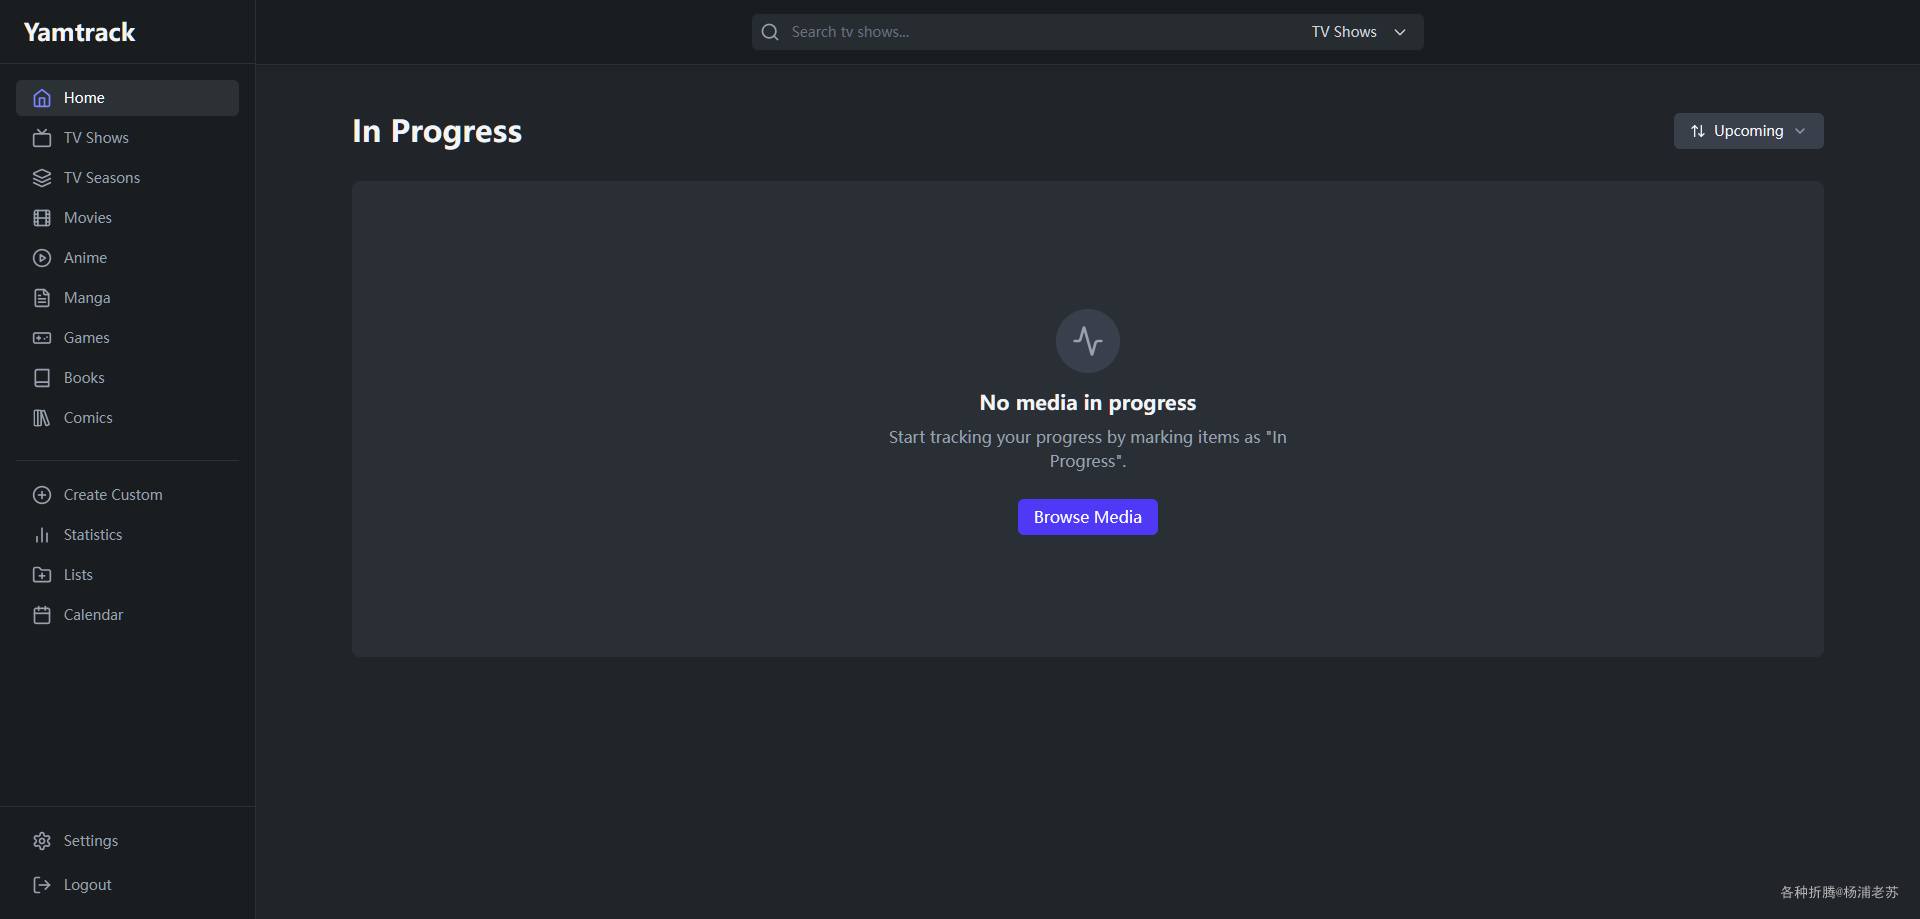 Yamtrack
Search tv shows...
TV Shows
Home
TV Shows
TV Seasons
Movies
Anime
Manga
Games
Books
Comics
Create Custom
Statistics
Lists
Calendar
Settings
Logout
In Progress
Upcoming
No media in progress
Start tracking your progress by marking items as "In
Progress".
Browse Media
各种折腾@杨浦老苏